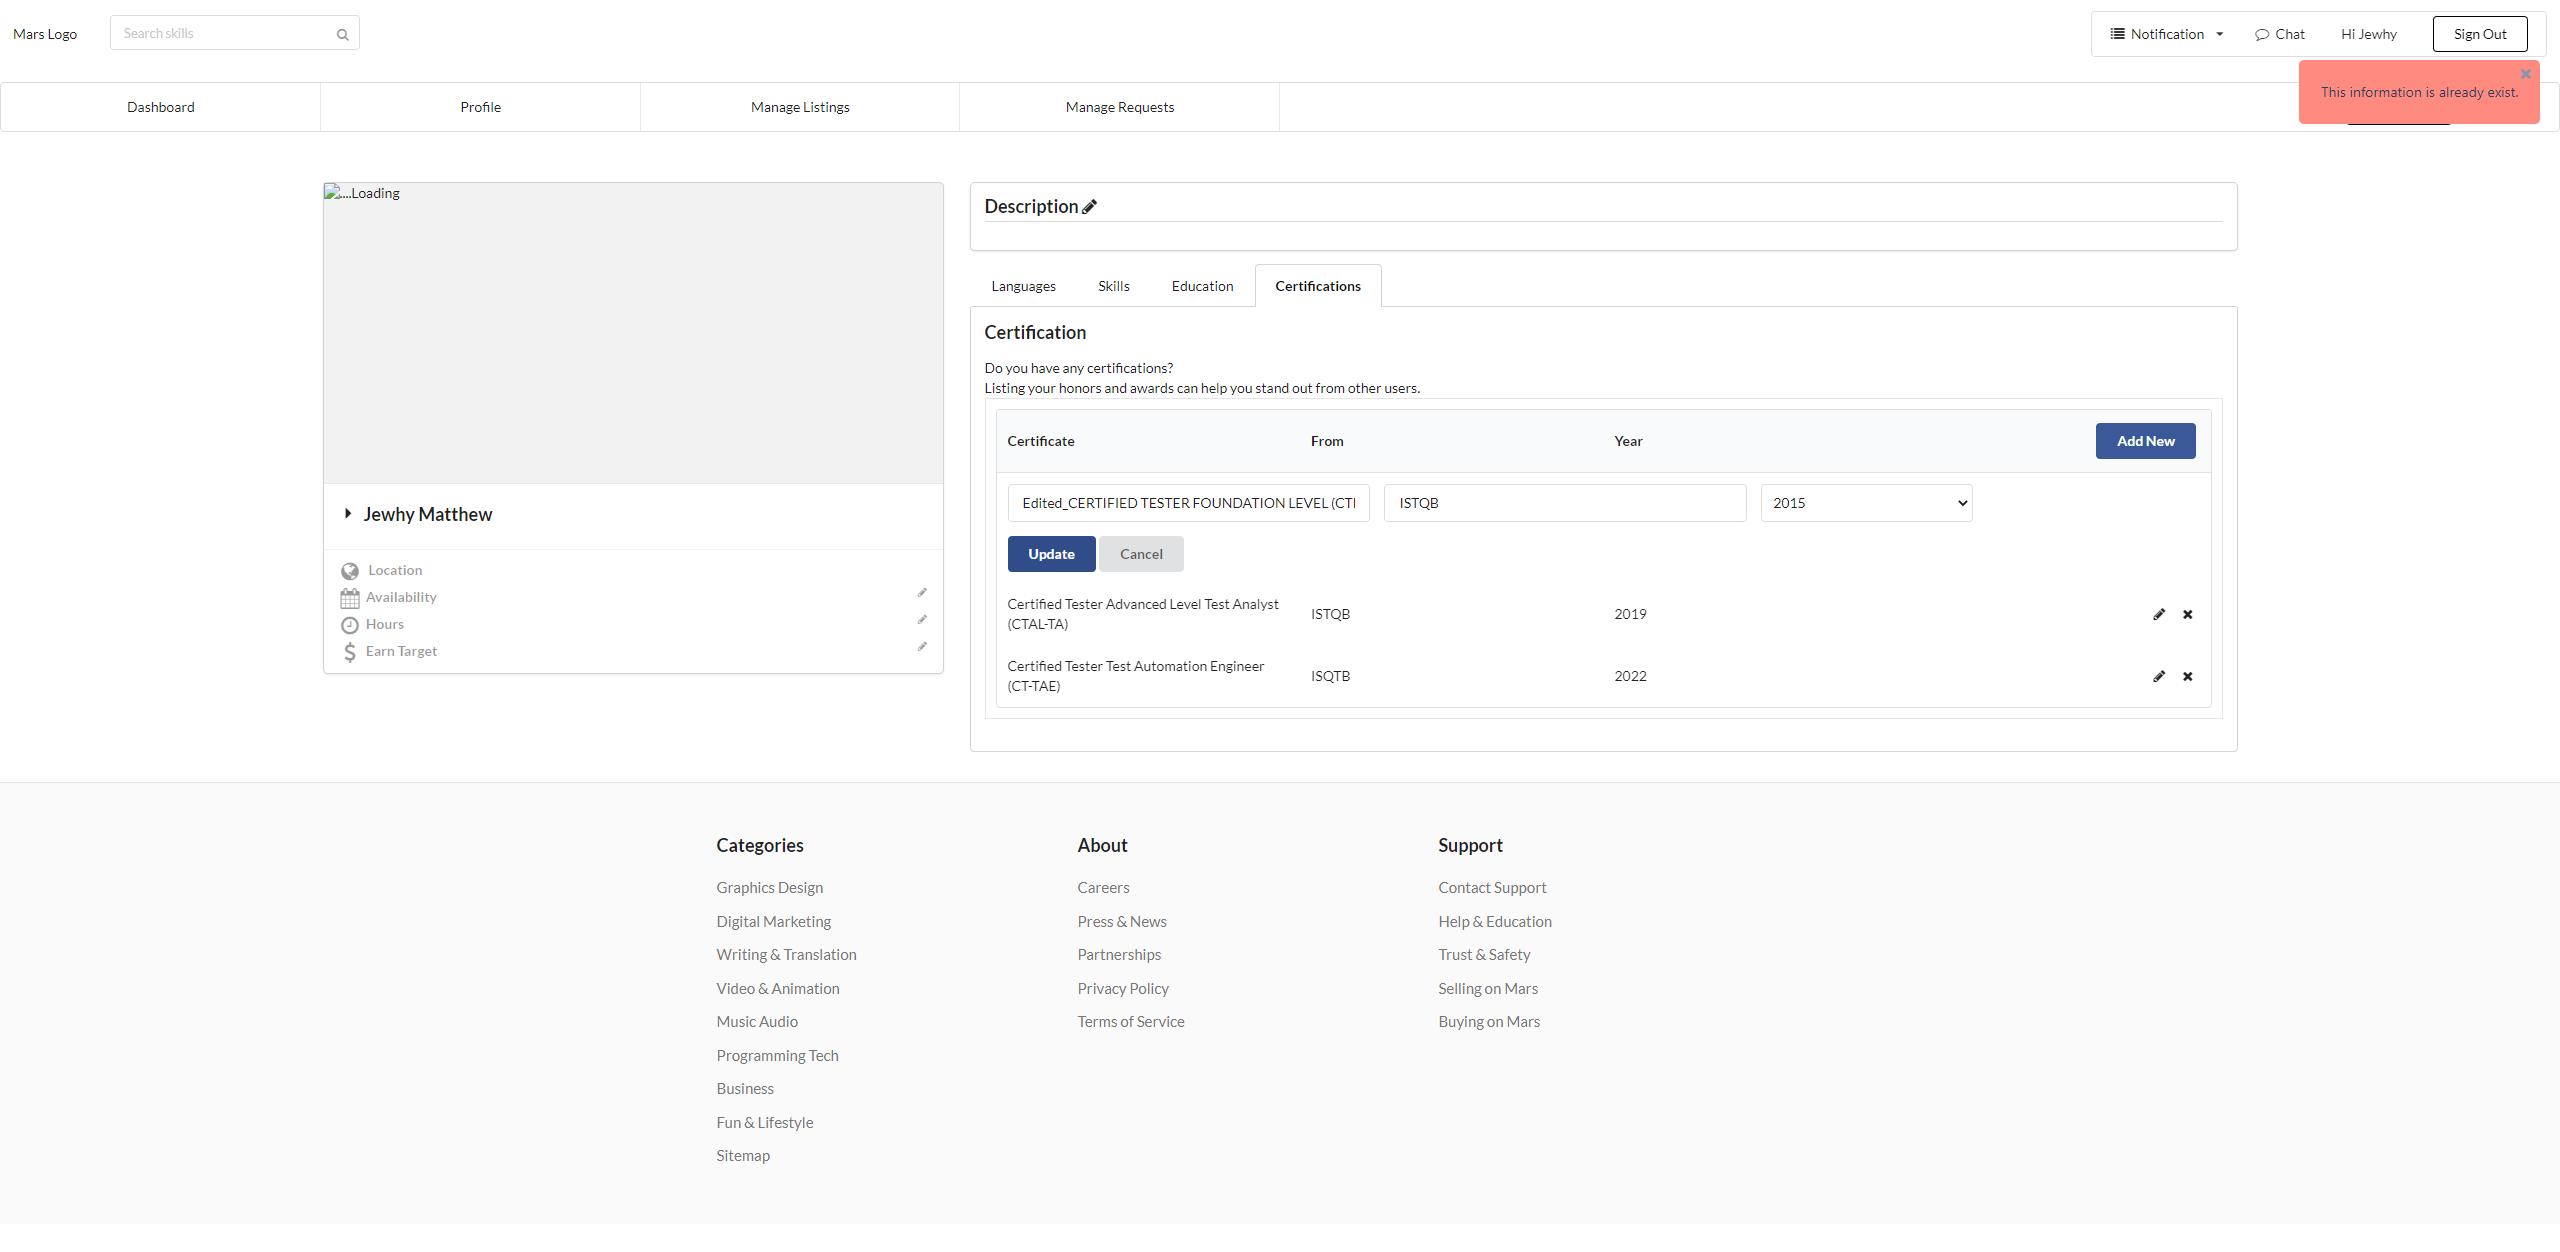 Mars Logo
Search skills
Notification
Chat
Hi Jewhy
Sign Out
This information is already exist.
Dashboard
Profile
Manage Listings
Manage Requests
....Loading
Jewhy Matthew
Location
Availability
Hours
Earn Target
Description
Languages
Skills
Education
Certifications
Certification
Do you have any certifications?
Listing your honors and awards can help you stand out from other users.
Certificate From Year Add New
Edited_CERTIFIED TESTER FOUNDATION LEVEL (CT ISTQB 2015
Update Cancel
Certified Tester Advanced Level Test Analyst
(CTAL-TA)
ISTQB
2019
Certified Tester Test Automation Engineer
(CT-TAE)
ISQTB
2022
Categories
Graphics Design
Digital Marketing
Writing & Translation
Video & Animation
Music Audio
Programming Tech
Business
Fun & Lifestyle
Sitemap
About
Careers
Press & News
Partnerships
Privacy Policy
Terms of Service
Support
Contact Support
Help & Education
Trust & Safety
Selling on Mars
Buying on Mars